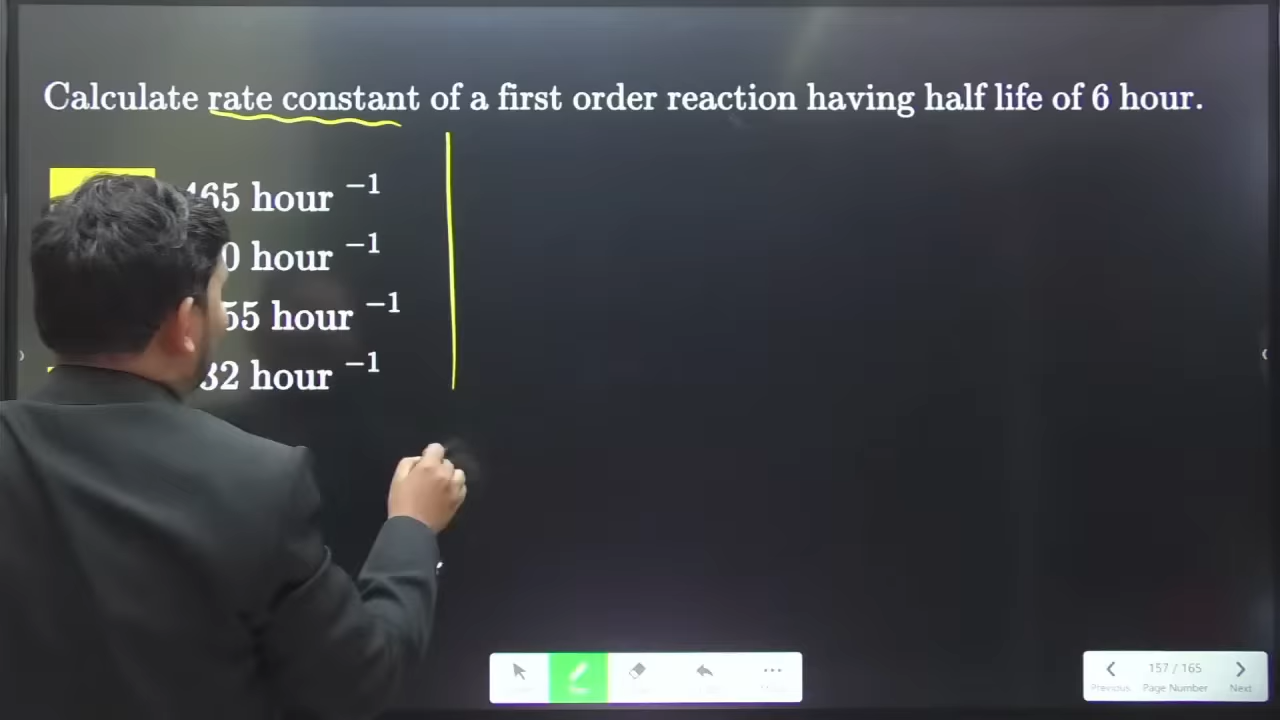 Calculate rate constant of a first order reaction having half life of 6 hour.
465 hour ⁻¹
0 hour ⁻¹
55 hour ⁻¹
32 hour ⁻¹
157 / 165
Previous Page Number Next